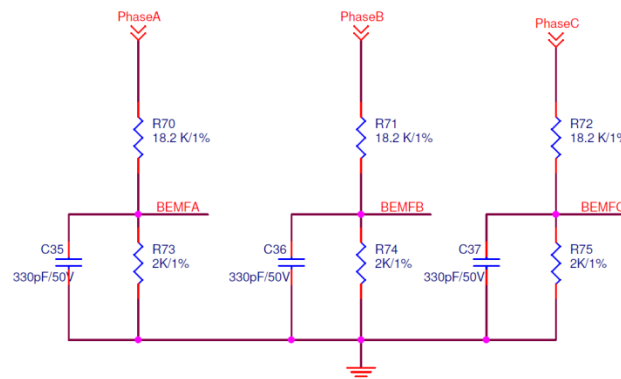 PhaseA
PhaseB
PhaseC
R70
18.2 K/1%
R71
18.2 K/1%
R72
18.2 K/1%
BEMFA
BEMFB
BEMFC
C35
330pF/50V
R73
2K/1%
C36
330pF/50V
R74
2K/1%
C37
330pF/50V
R75
2K/1%